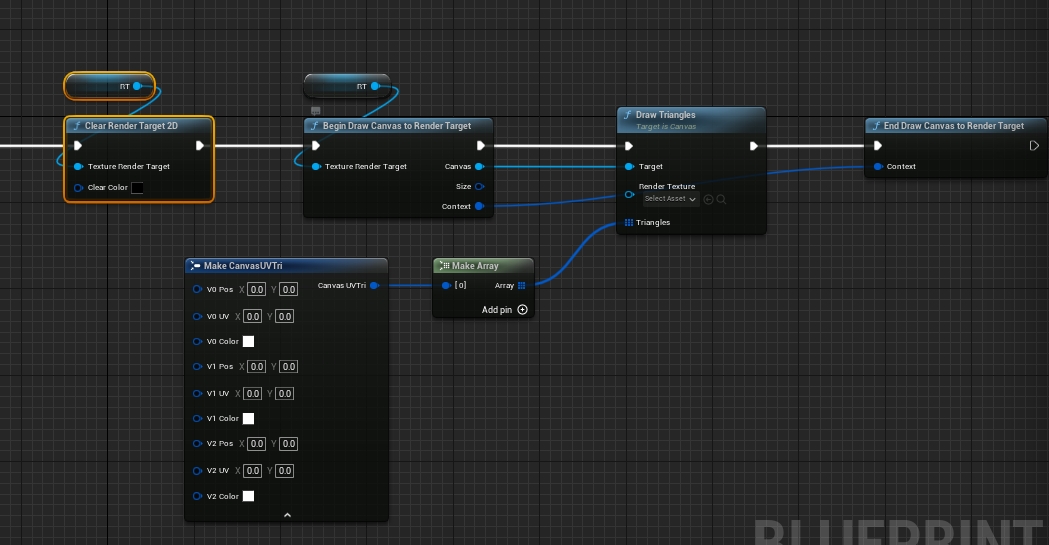 RT
Clear Render Target 2D
Texture Render Target
Clear Color
RT
Begin Draw Canvas to Render Target
Texture Render Target
Canvas
Size
Context
Draw Triangles
Target is Canvas
Target
Render Texture
Select Asset
Triangles
End Draw Canvas to Render Target
Context
Make CanvasUVTri
V0 Pos X 0.0 Y 0.0
Canvas UVTri
V0 UV X 0.0 Y 0.0
V0 Color
V1 Pos X 0.0 Y 0.0
V1 UV X 0.0 Y 0.0
V1 Color
V2 Pos X 0.0 Y 0.0
V2 UV X 0.0 Y 0.0
V2 Color
Make Array
[0]
Array
Add pin
BLUEPRINT